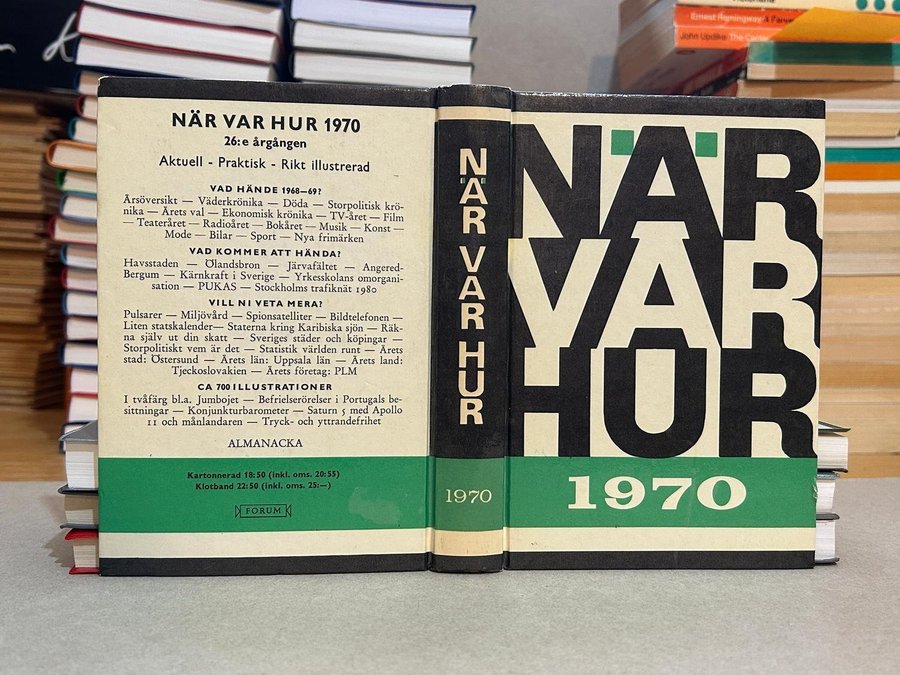 NÄR VAR HUR 1970
26:e årgången
Aktuell - Praktisk - Rikt illustrerad
VAD HÄNDE 1968—69?
Årsöversikt — Väderkrönika — Döda — Storpolitisk krö-
nika — Årets val — Ekonomisk krönika — TV-året — Film
— Teateråret — Radioåret — Bokåret — Musik — Konst —
Mode — Bilar — Sport — Nya frimärken
VAD KOMMER ATT HÄNDA?
Havsstaden — Ölandsbron — Järvafältet — Angered-
Bergum — Kärnkraft i Sverige — Yrkesskolans omorgani-
sation — PUKAS — Stockholms trafiknät 1980
VILL NI VETA MERA?
Pulsarer — Miljövård — Spionsatelliter — Bildtelefonen —
Liten statskalender— Staterna kring Karibiska sjön — Räk-
na själv ut din skatt — Sveriges städer och köpingar —
Storpolitiskt vem är det — Statistik världen runt — Årets
stad: Östersund — Årets län: Uppsala län — Årets land:
Tjeckoslovakien — Årets företag: PLM
CA 700 ILLUSTRATIONER
I tvåfärg bl.a. Jumbojet — Befrielserörelser i Portugals be-
sittningar — Konjunkturbarometer — Saturn 5 med Apollo
11 och månlandaren — Tryck- och yttrandefrihet
ALMANACKA
Kartonnerad 18:50 (inkl. oms. 20:55)
Klotband 22:50 (inkl. oms. 25:—)
FORUM
NÄR VAR HUR
1970
NÄR
VAR
HUR
1970
Ernest Hemingway A
John Updike The